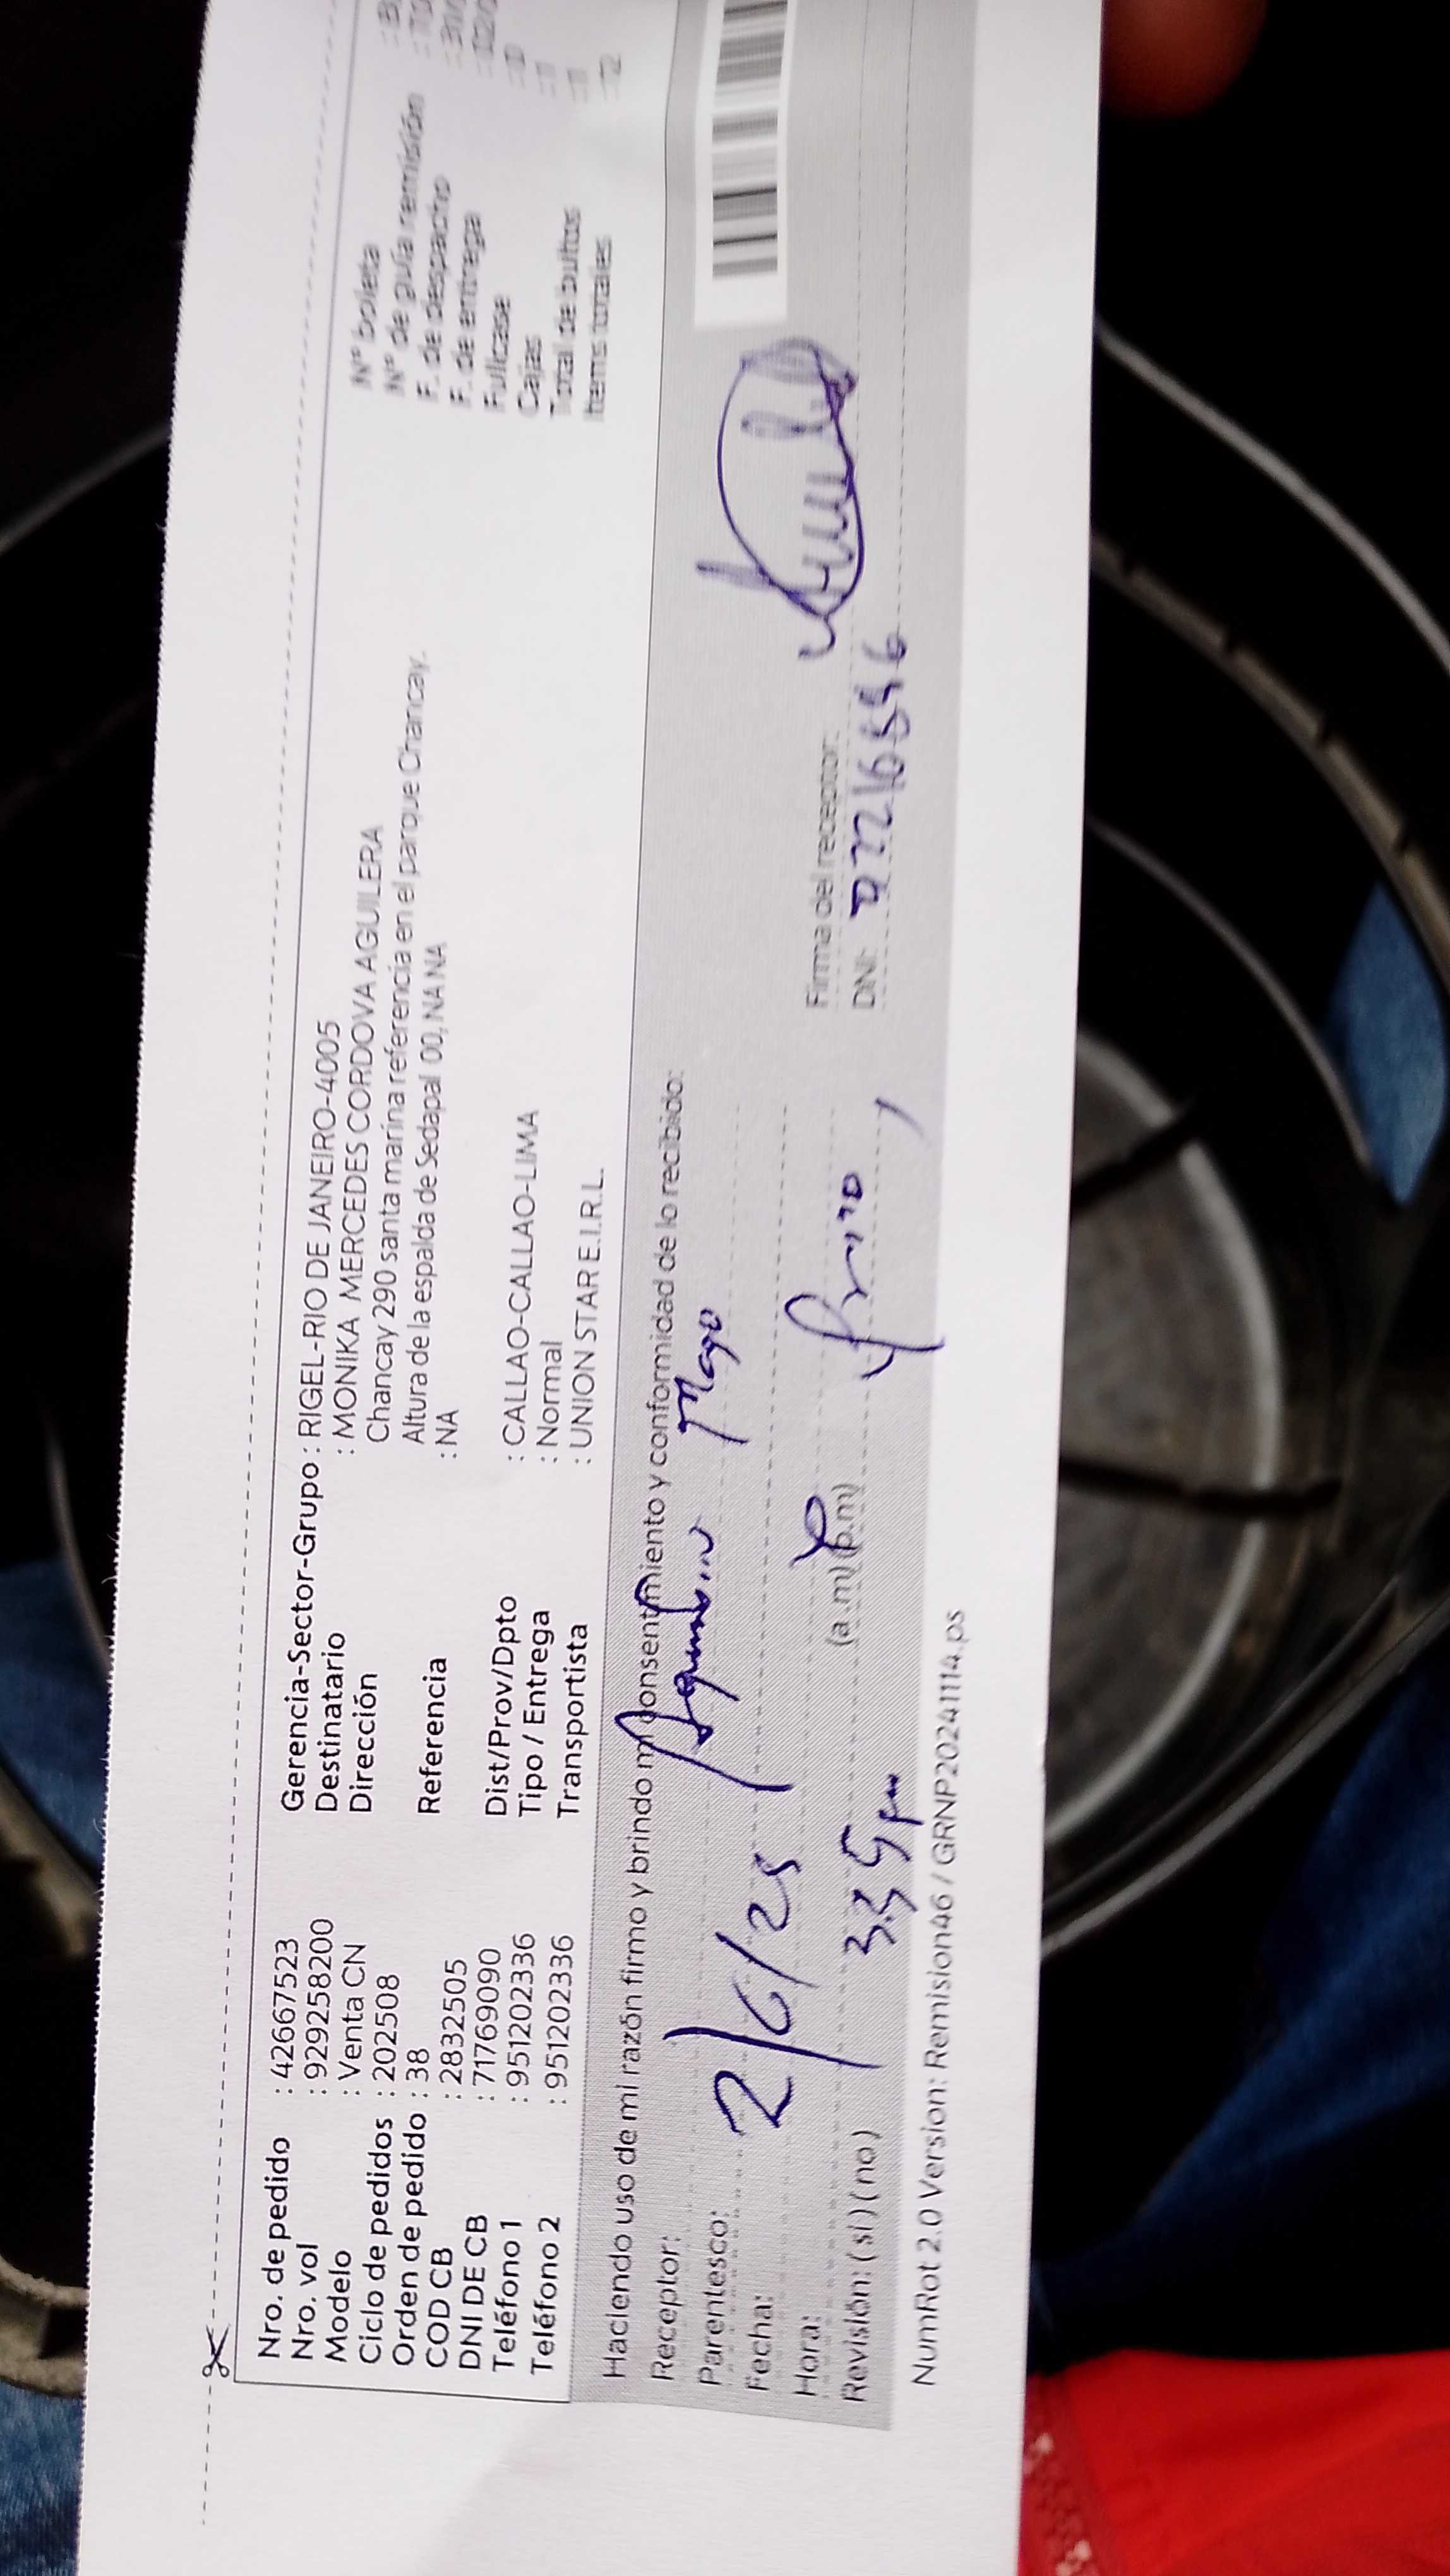 Nro. de pedido : 42667523
Nro. vol : 929258200
Modelo : Venta CN
Ciclo de pedidos : 202508
Orden de pedido : 38
COD CB : 2832505
DNI DE CB : 71769090
Teléfono 1 : 951202336
Teléfono 2 : 951202336
Gerencia-Sector-Grupo : RIGEL-RIO DE JANEIRO-4005
Destinatario : MONIKA MERCEDES CORDOVA AGUILERA
Dirección Chancay 290 santa marina referencia en el parque Chancay.
Altura de la espalda de Sedapal 00, NA NA
Referencia : NA
Dist/Prov/Dpto : CALLAO-CALLAO-LIMA
Tipo / Entrega : Normal
Transportista : UNION STAR E.I.R.L.
N° boleta
N° de guía remisión
F. de despacho
F. de entrega
Fullcase : 0
Cajas : 1
Total de bultos : 1
Items totales : 72
Haciendo uso de mi razón firmo y brindo mi consentimiento y conformidad de lo recibido:
Receptor:
Parentesco:
Fecha: 2/6/25
Hora: (a.m) (p.m)
Revisión: (si) (no) 3:35 pm
Firma del receptor:
DNI:
NumRot 2.0 Version: Remision46 / GRNP20241114.ps